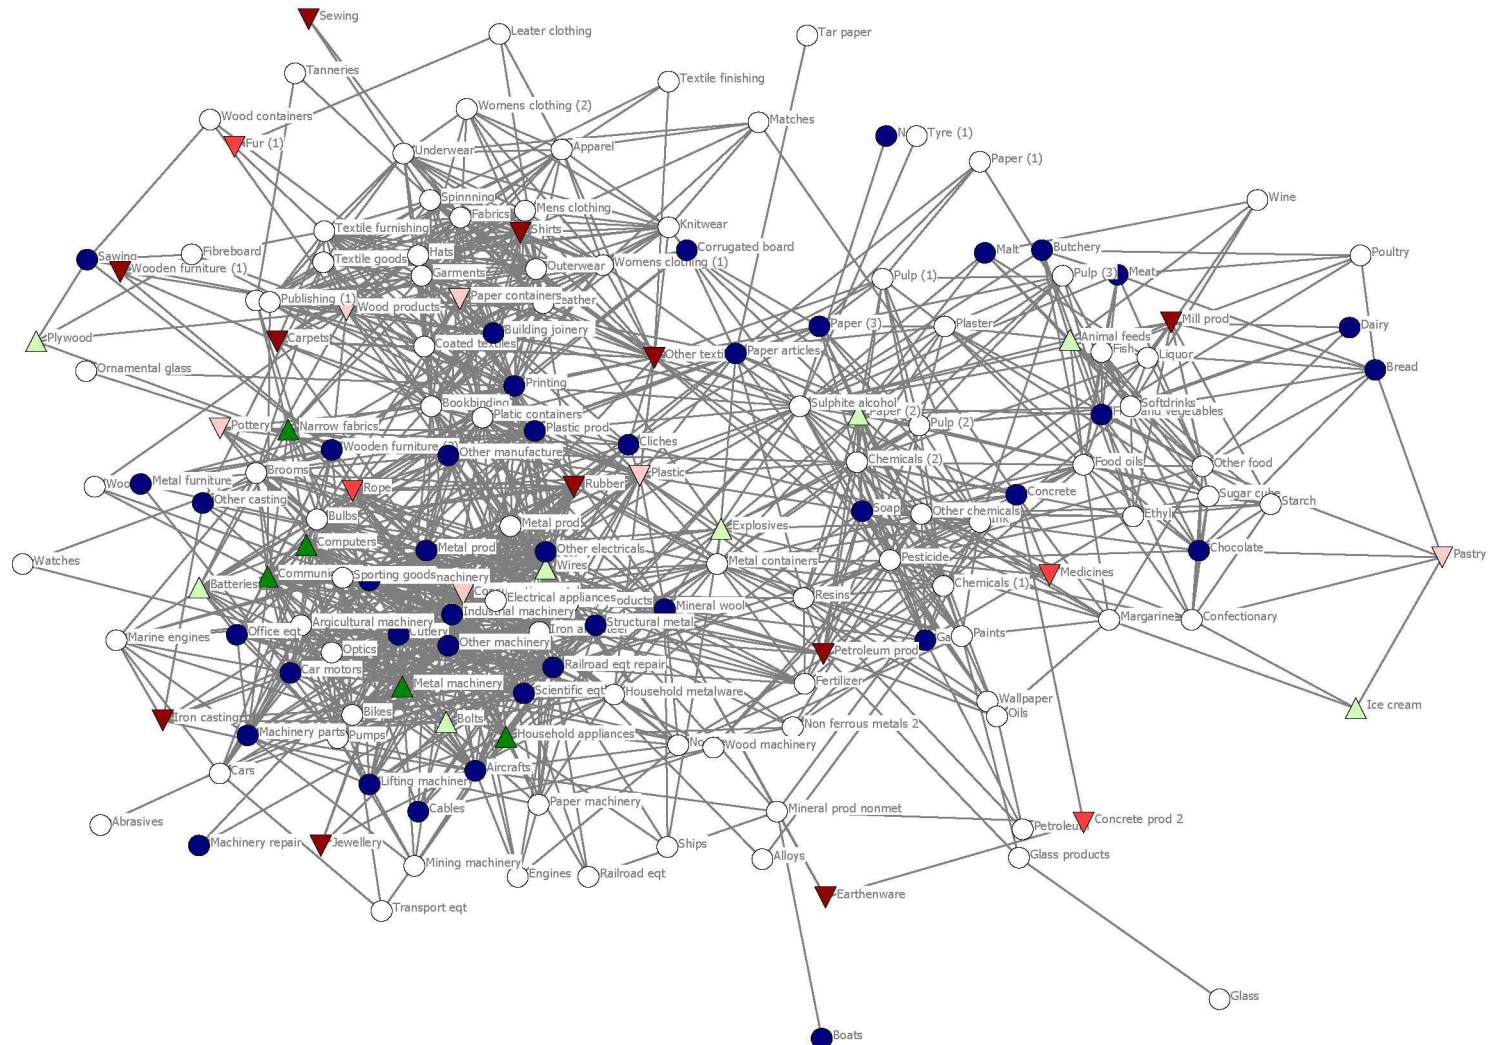 Sewing
Leater clothing
Tar paper
Tanneries
Textile finishing
Womens clothing (2)
Wood containers
Matches
Tyre (1)
Fur (1)
Underwear
Apparel
Paper (1)
Spinnning
Wine
Fabrics
Mens clothing
Textile furnishing
Shirts
Knitwear
Corrugated board
Malt
Butchery
Fibreboard
Hats
Poultry
Sawing
Textile goods
Outerwear
Womens clothing (1)
Wooden furniture (1)
Garments
Pulp (1)
Pulp (3)
Meat
Publishing (1)
Paper containers
Wood products
Mill prod
Plywood
Carpets
Building joinery
Paper (3)
Plaster
Dairy
Animal feeds
Coated textiles
Other texti
Paper articles
Fish
Liquor
Ornamental glass
Bread
Printing
Bookbinding
Platic containers
Sulphite alcohol
Softdrinks
Paper (2)
and vegetables
Pottery
Narrow fabrics
Plastic prod
Pulp (2)
Wooden furniture (2)
Other manufacture
Cliches
Chemicals (2)
Food oils
Other food
Brooms
Plastic
Woo
Metal furniture
Rope
Rubber
Concrete
Sugar cube
Starch
Other casting
Soap
Other chemicals
Ink
Ethyl
Bulbs
Metal prod
Explosives
Computers
Metal prod
Other electricals
Chocolate
Pastry
Watches
Wires
Metal containers
Pesticide
Medicines
Batteries
Communi
Sporting goods
machinery
Chemicals (1)
Electrical appliances
oducts
Resins
Mineral wool
Industrial machinery
Argicultural machinery
Structural metal
Margarines
Confectionary
Marine engines
Office eqt
Cutlery
Other machinery
Iron an
Paints
Optics
Petroleum prod
Car motors
Railroad eqt repair
Metal machinery
Scientific eqt
Household metalware
Fertilizer
Wallpaper
Ice cream
Iron casting
Bikes
Bolts
Oils
Non ferrous metals 2
Machinery parts
Pumps
Household appliances
No
Wood machinery
Cars
Aircrafts
Lifting machinery
Cables
Paper machinery
Mineral prod nonmet
Abrasives
Petroleum
Concrete prod 2
Machinery repair
Jewellery
Ships
Alloys
Glass products
Mining machinery
Engines
Railroad eqt
Earthenware
Transport eqt
Glass
Boats